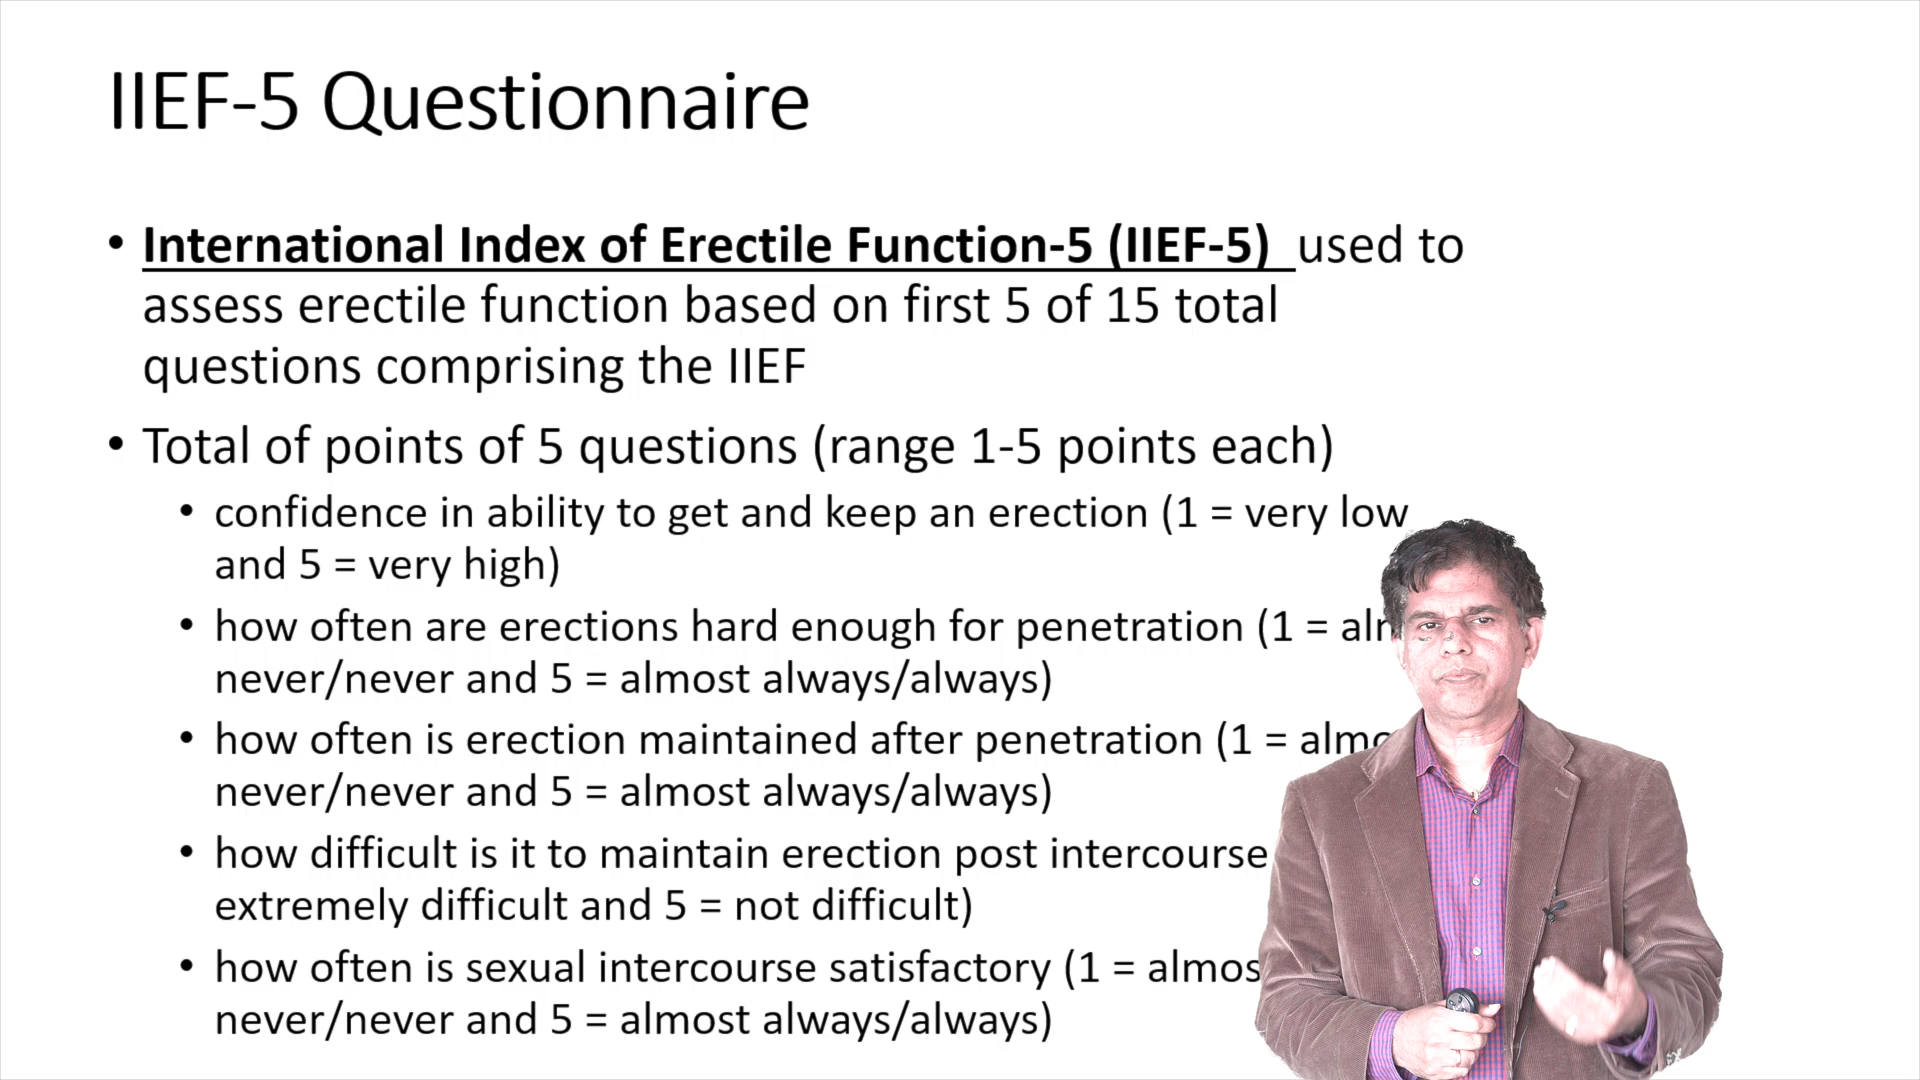 IIEF-5 Questionnaire
• International Index of Erectile Function-5 (IIEF-5) used to
assess erectile function based on first 5 of 15 total
questions comprising the IIEF
• Total of points of 5 questions (range 1-5 points each)
• confidence in ability to get and keep an erection (1 = very low
and 5 = very high)
• how often are erections hard enough for penetration (1 =
never/never and 5 = almost always/always)
• how often is erection maintained after penetration (1 =
never/never and 5 = almost always/always)
• how difficult is it to maintain erection post intercourse
extremely difficult and 5 = not difficult)
• how often is sexual intercourse satisfactory (1 =
never/never and 5 = almost always/always)